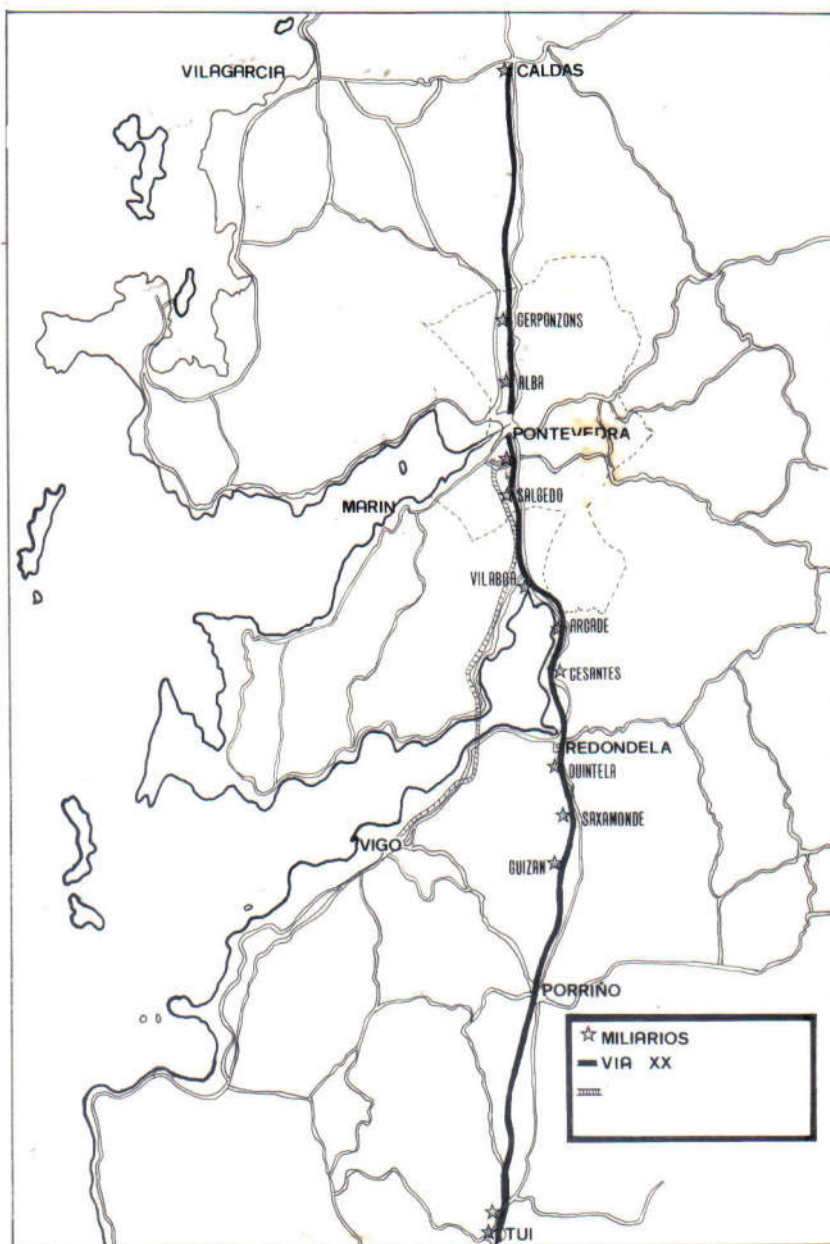 VILAGARCIA
CALDAS
CERPONZONS
ALBA
PONTEVEDRA
MARIN
SALGEDO
VILABOA
ARCADE
CESANTES
REDONDELA
QUINTELA
SAXAMONDE
VIGO
GUIZAN
PORRIÑO
MILIARIOS
VIA XX
TUI